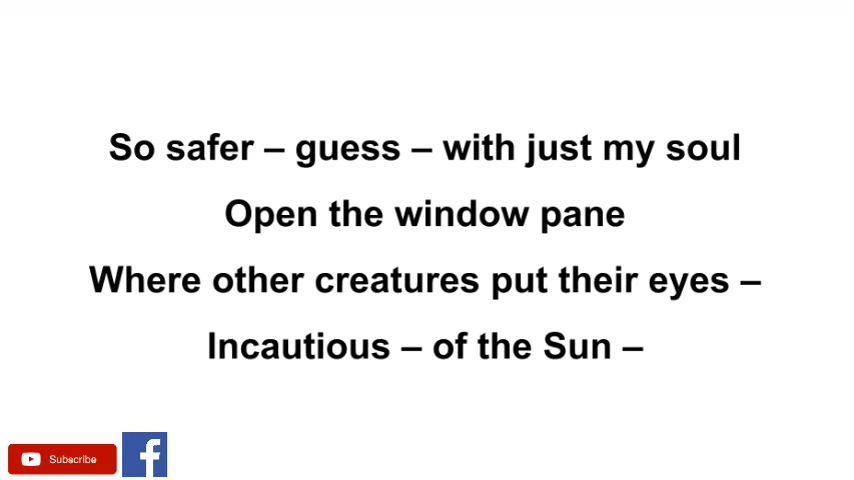 So safer – guess – with just my soul
Open the window pane
Where other creatures put their eyes –
Incautious – of the Sun –
Subscribe